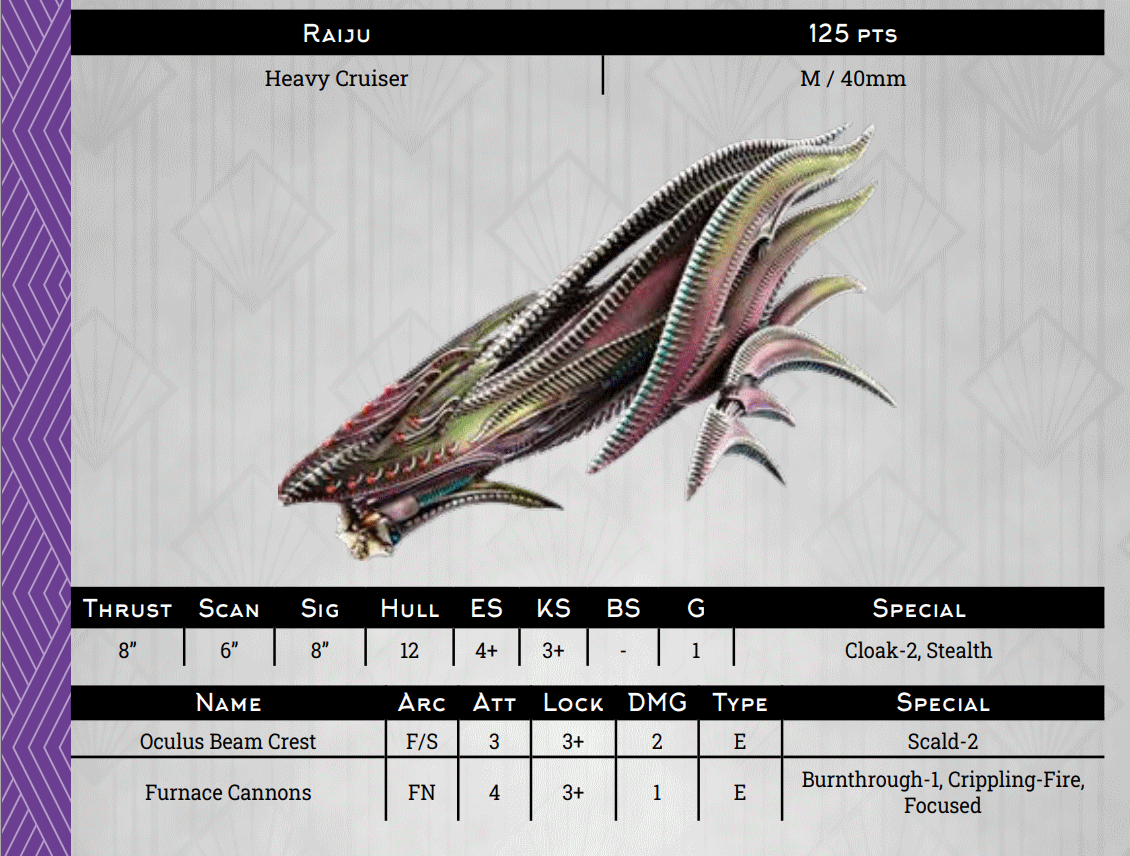 Raiju 125 pts
Heavy Cruiser M / 40mm
Thrust Scan Sig Hull ES KS BS G Special
8” 6” 8” 12 4+ 3+ - 1 Cloak-2, Stealth
Name Arc Att Lock DMG Type Special
Oculus Beam Crest F/S 3 3+ 2 E Scald-2
Furnace Cannons FN 4 3+ 1 E Burnthrough-1, Crippling-Fire,
Focused